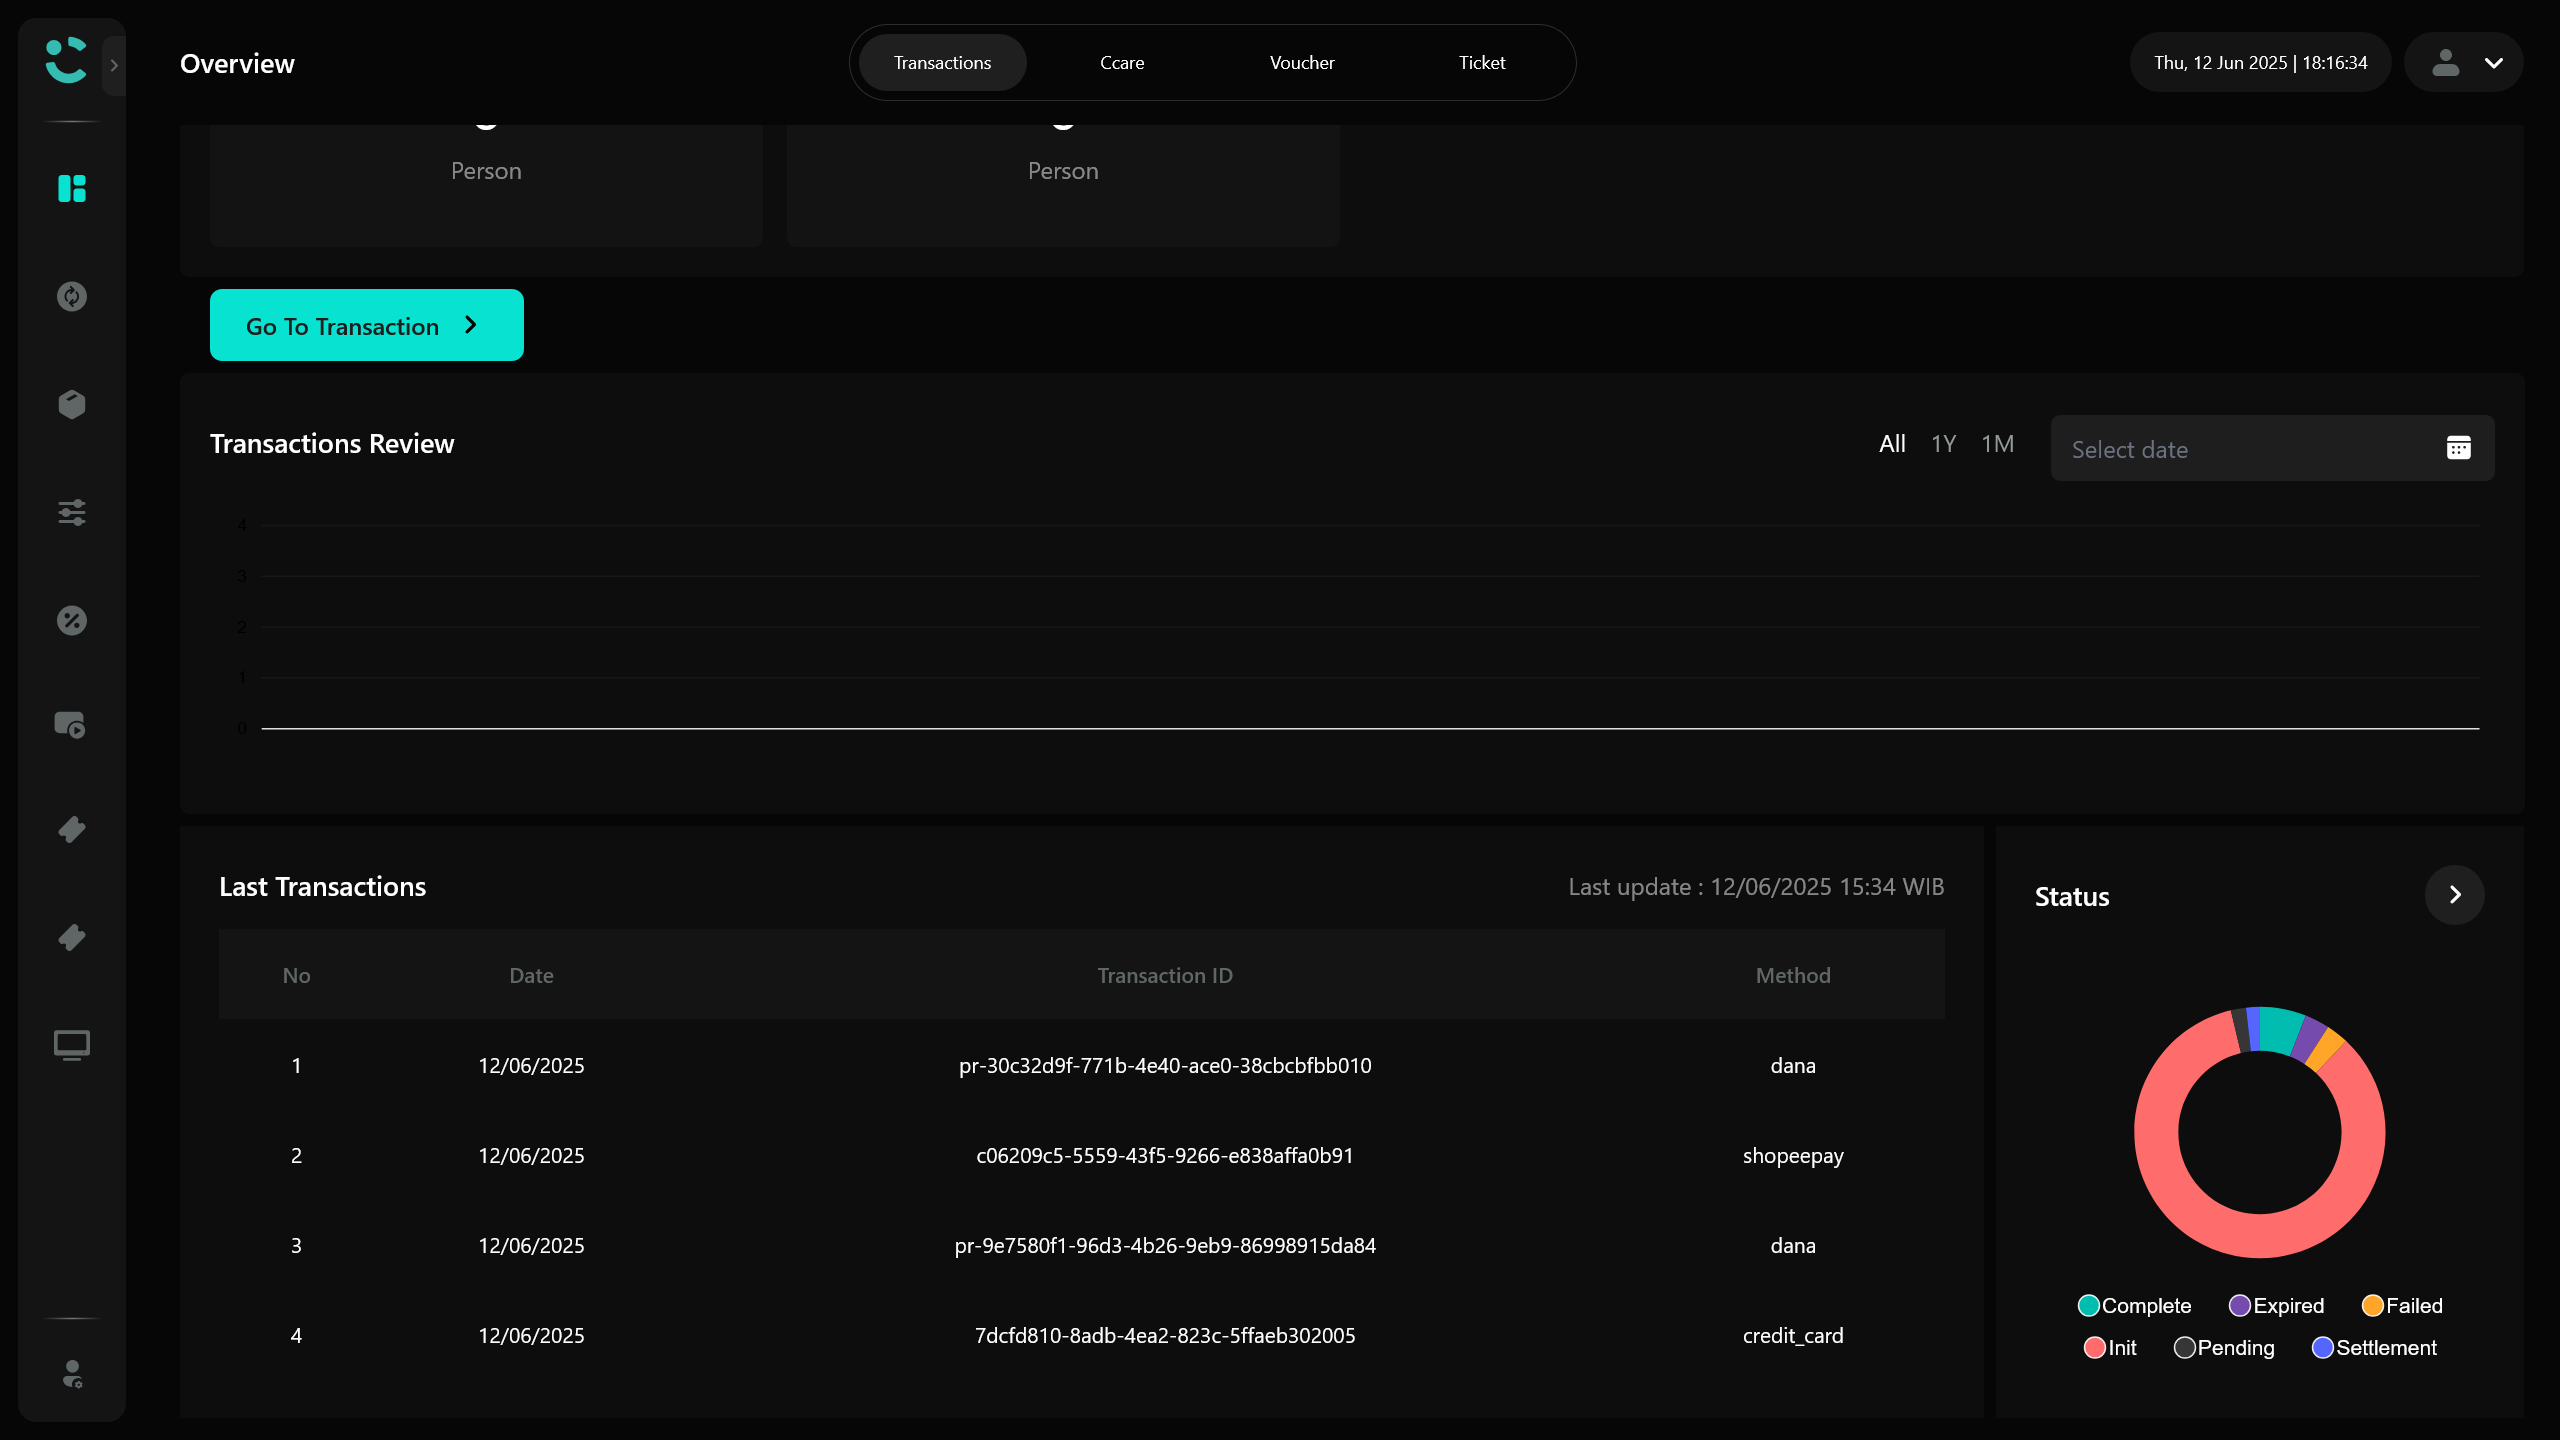 Overview
Transactions Ccare Voucher Ticket
Thu, 12 Jun 2025 | 18:16:34
Person Person
Go To Transaction
Transactions Review
All 1Y 1M
Select date
4
3
2
1
0
Last Transactions
Last update : 12/06/2025 15:34 WIB
No Date Transaction ID Method
1 12/06/2025 pr-30c32d9f-771b-4e40-ace0-38cbcbfbb010 dana
2 12/06/2025 c06209c5-5559-43f5-9266-e838affa0b91 shopeepay
3 12/06/2025 pr-9e7580f1-96d3-4b26-9eb9-86998915da84 dana
4 12/06/2025 7dcfd810-8adb-4ea2-823c-5ffaeb302005 credit_card
Status
Complete Expired Failed
Init Pending Settlement